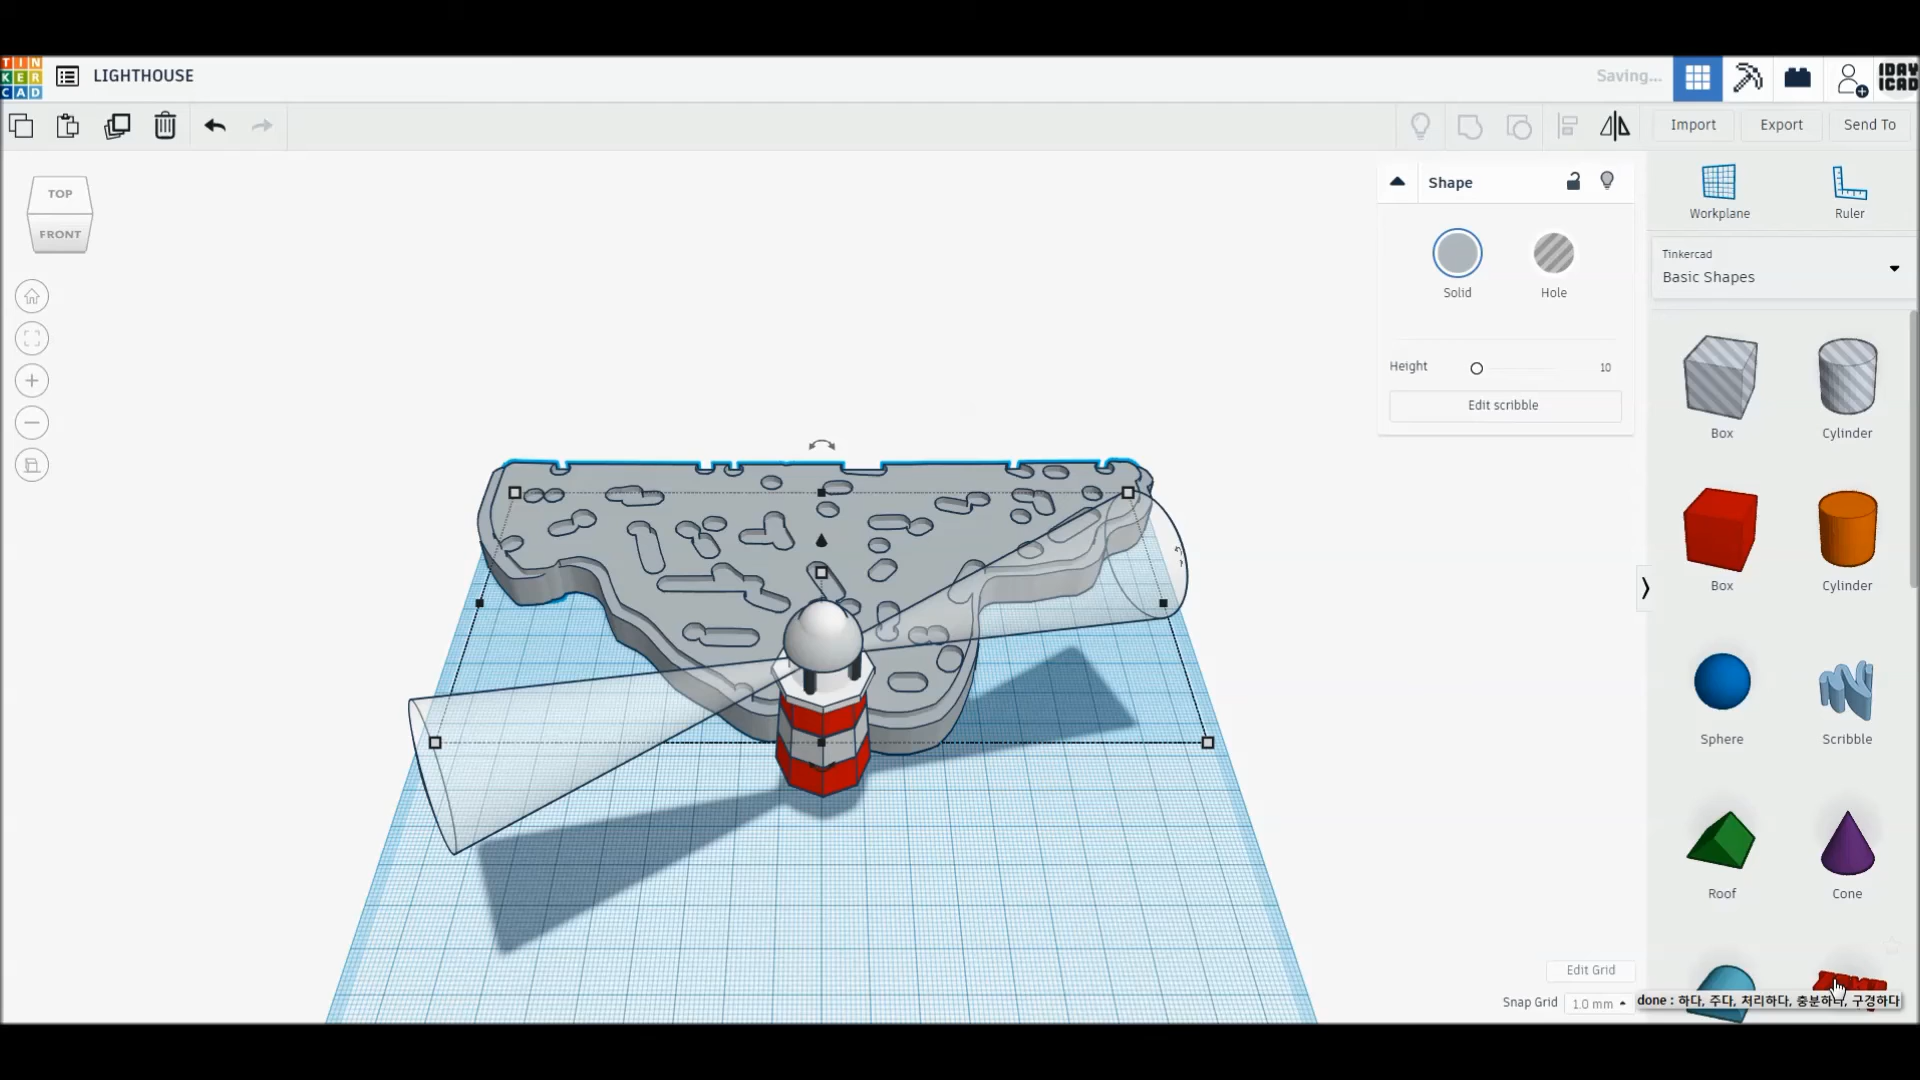 TIN
KER
CAD
LIGHTHOUSE
Saving...
1DAY
1CAD
Import
Export
Send To
TOP
FRONT
Shape
Solid
Hole
Height
10
Edit scribble
Workplane
Ruler
Tinkercad
Basic Shapes
Box
Cylinder
Box
Cylinder
Sphere
Scribble
Roof
Cone
Edit Grid
Snap Grid
1.0 mm
done : 하다, 주다, 처리하다, 충분하다, 구경하다